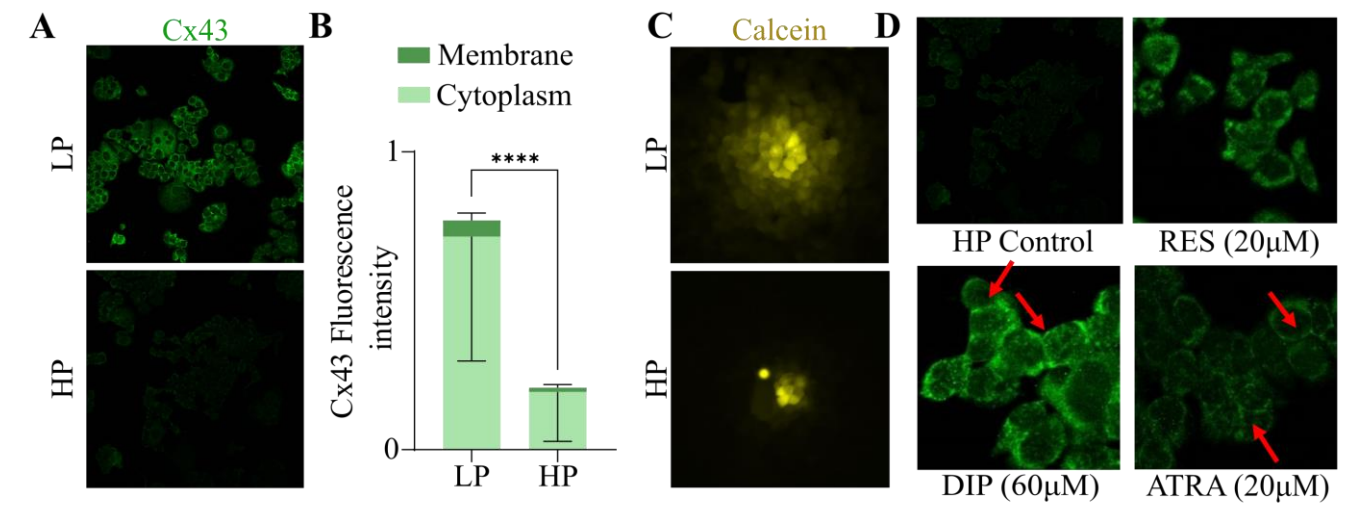 A
Cx43
LP
HP
B
Membrane
Cytoplasm
Cx43 Fluorescence
intensity
1
0
****
LP
HP
C
Calcein
LP
HP
D
HP Control
RES (20μM)
DIP (60μM)
ATRA (20μM)